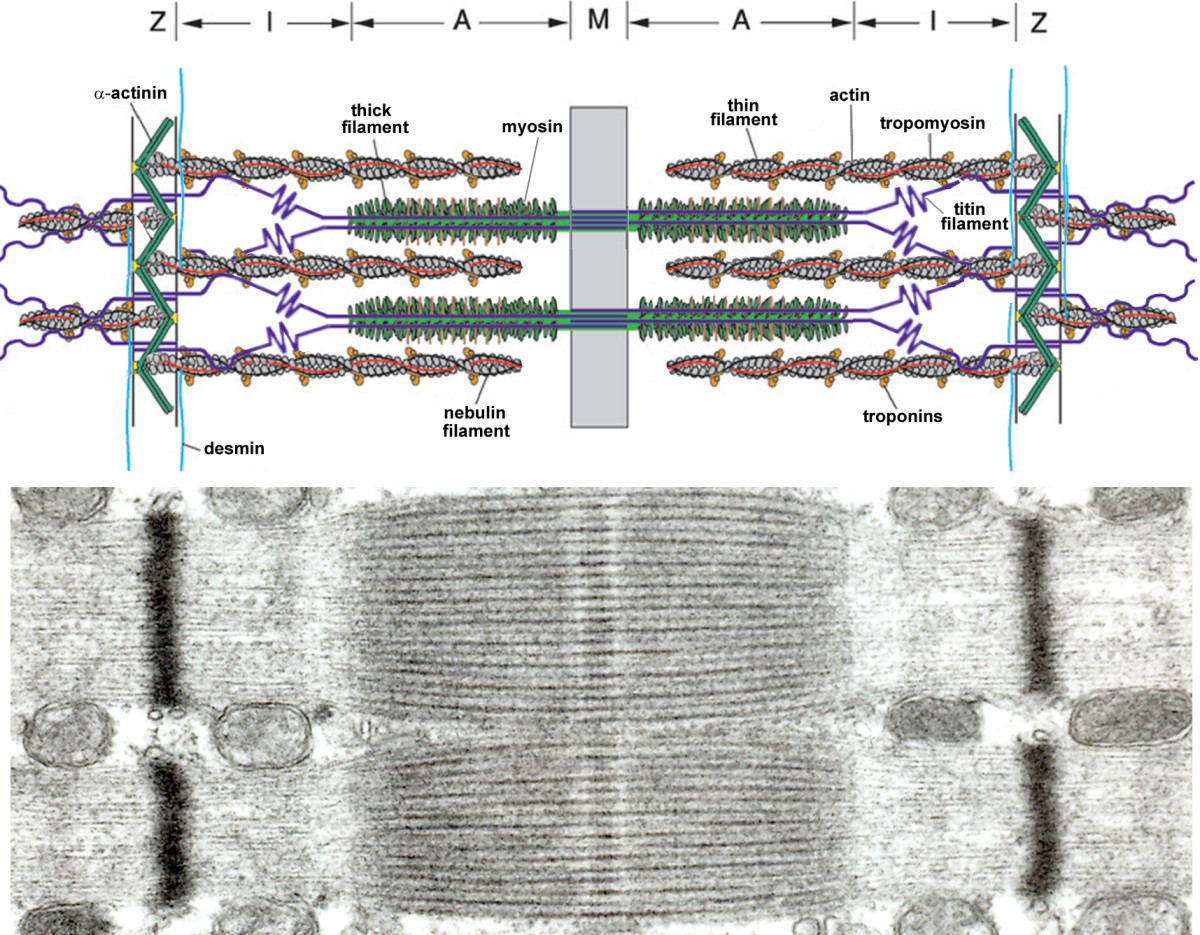 Z I A M A I Z
α-actinin
thick
filament
myosin
thin
filament
actin
tropomyosin
titin
filament
nebulin
filament
troponins
desmin